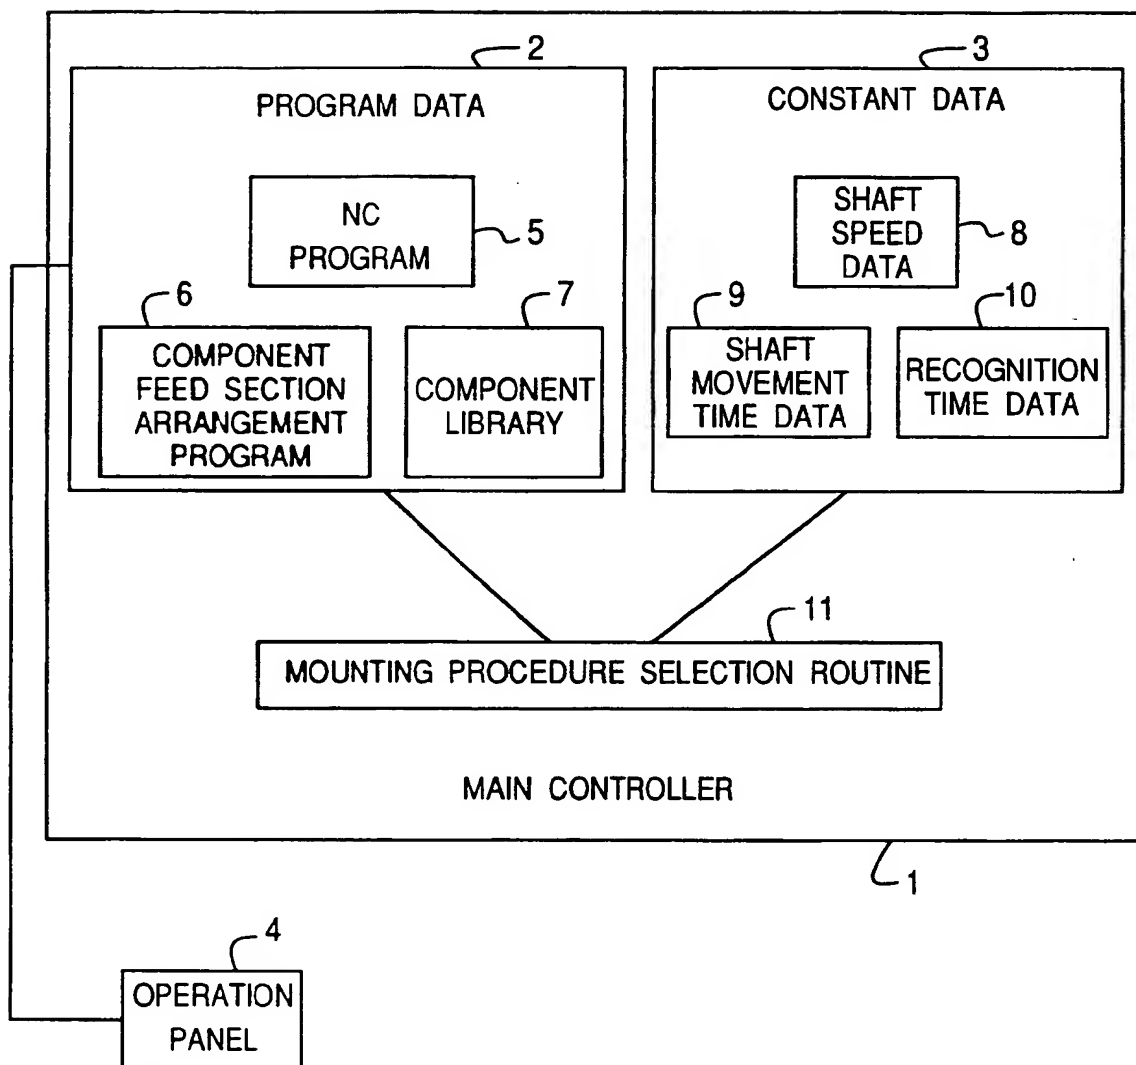 2
3
PROGRAM DATA
CONSTANT DATA
NC
PROGRAM
5
SHAFT
SPEED
DATA
8
6
7
9
10
COMPONENT
FEED SECTION
ARRANGEMENT
PROGRAM
COMPONENT
LIBRARY
SHAFT
MOVEMENT
TIME DATA
RECOGNITION
TIME DATA
11
MOUNTING PROCEDURE SELECTION ROUTINE
MAIN CONTROLLER
1
4
OPERATION
PANEL